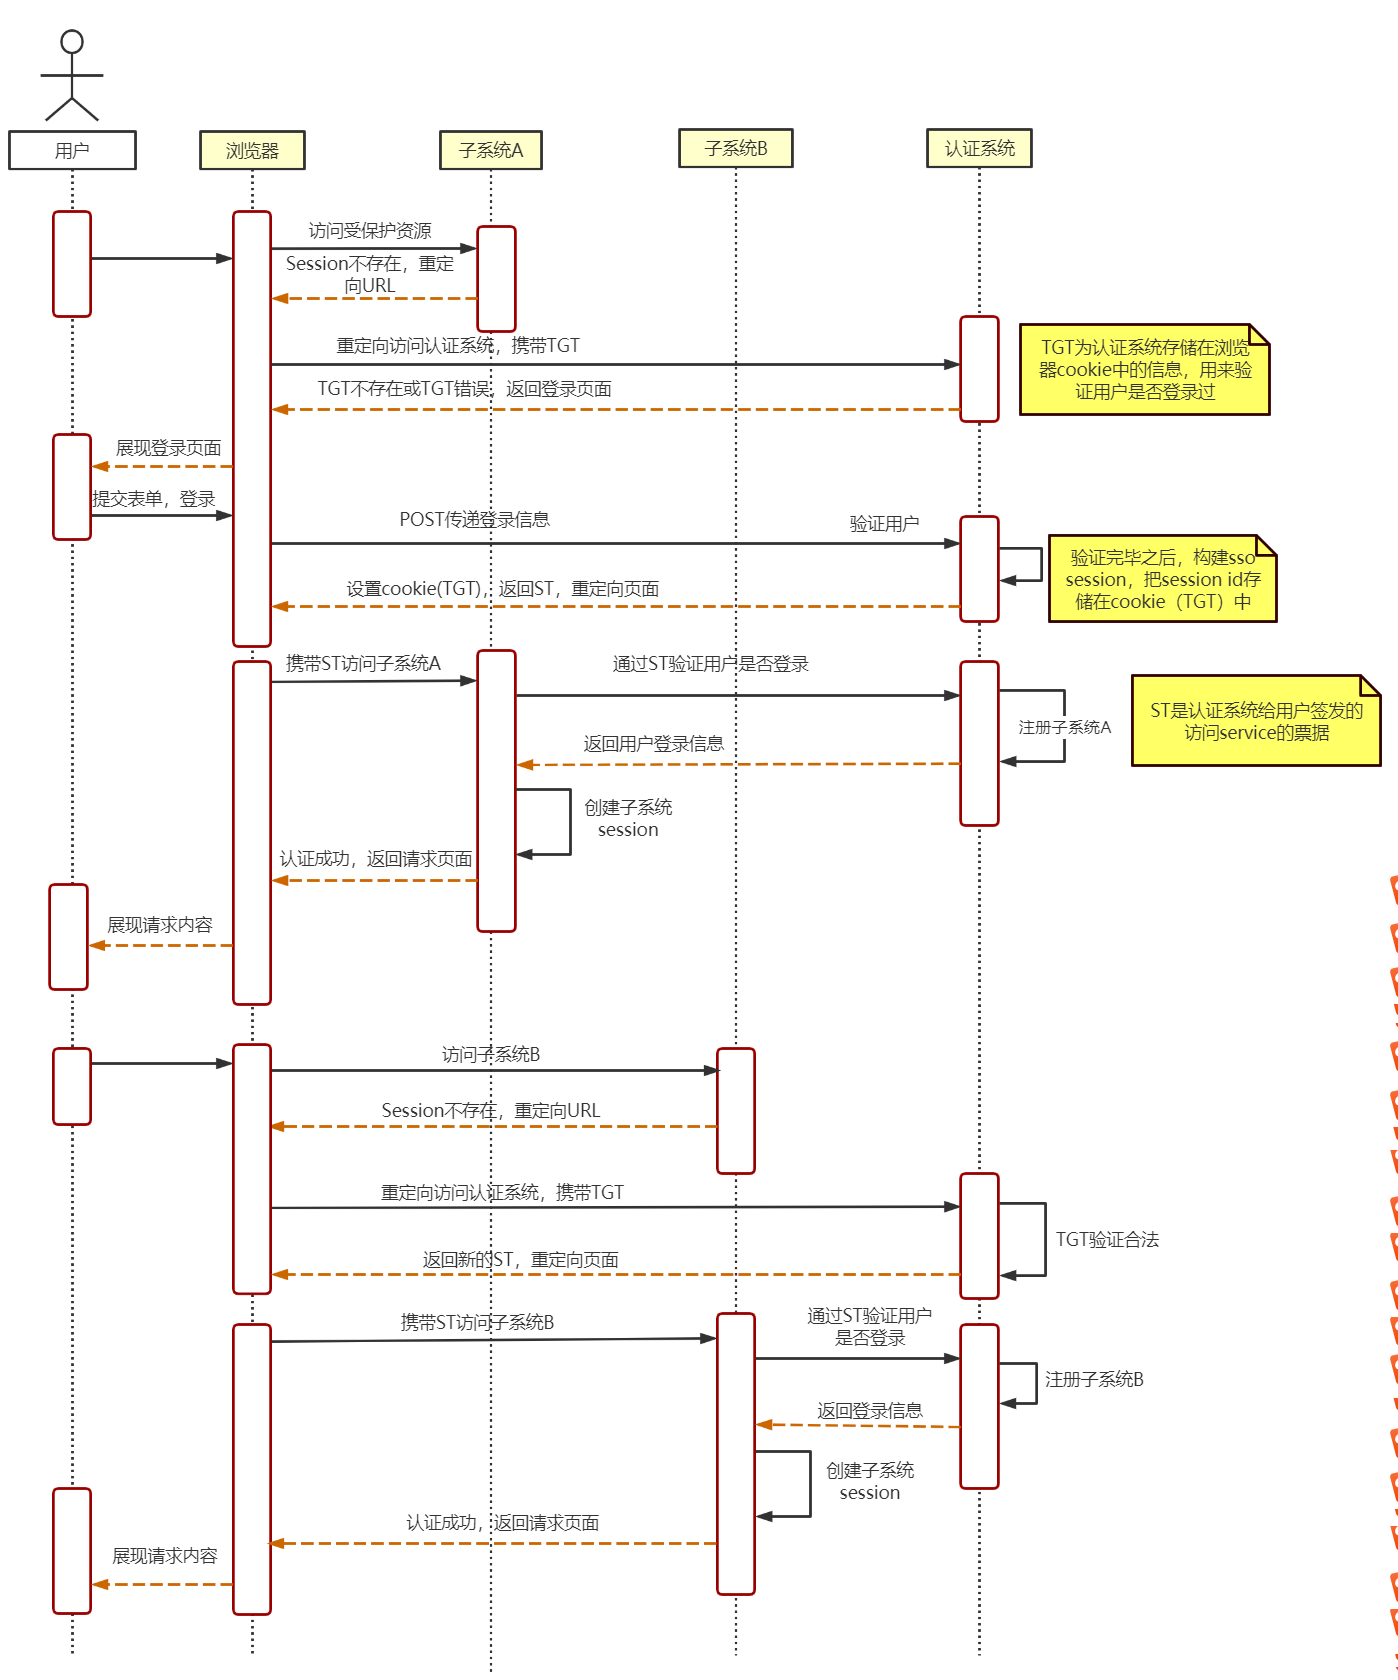 用户
浏览器
子系统A
子系统B
认证系统
访问受保护资源
Session不存在，重定
向URL
重定向访问认证系统，携带TGT
TGT不存在或TGT错误，返回登录页面
TGT为认证系统存储在浏览
器cookie中的信息，用来验
证用户是否登录过
展现登录页面
提交表单，登录
POST传递登录信息
验证用户
验证完毕之后，构建sso
session，把session id存
储在cookie（TGT）中
设置cookie(TGT)，返回ST，重定向页面
携带ST访问子系统A
通过ST验证用户是否登录
注册子系统A
ST是认证系统给用户签发的
访问service的票据
返回用户登录信息
创建子系统
session
认证成功，返回请求页面
展现请求内容
访问子系统B
Session不存在，重定向URL
重定向访问认证系统，携带TGT
TGT验证合法
返回新的ST，重定向页面
携带ST访问子系统B
通过ST验证用户
是否登录
注册子系统B
返回登录信息
创建子系统
session
认证成功，返回请求页面
展现请求内容